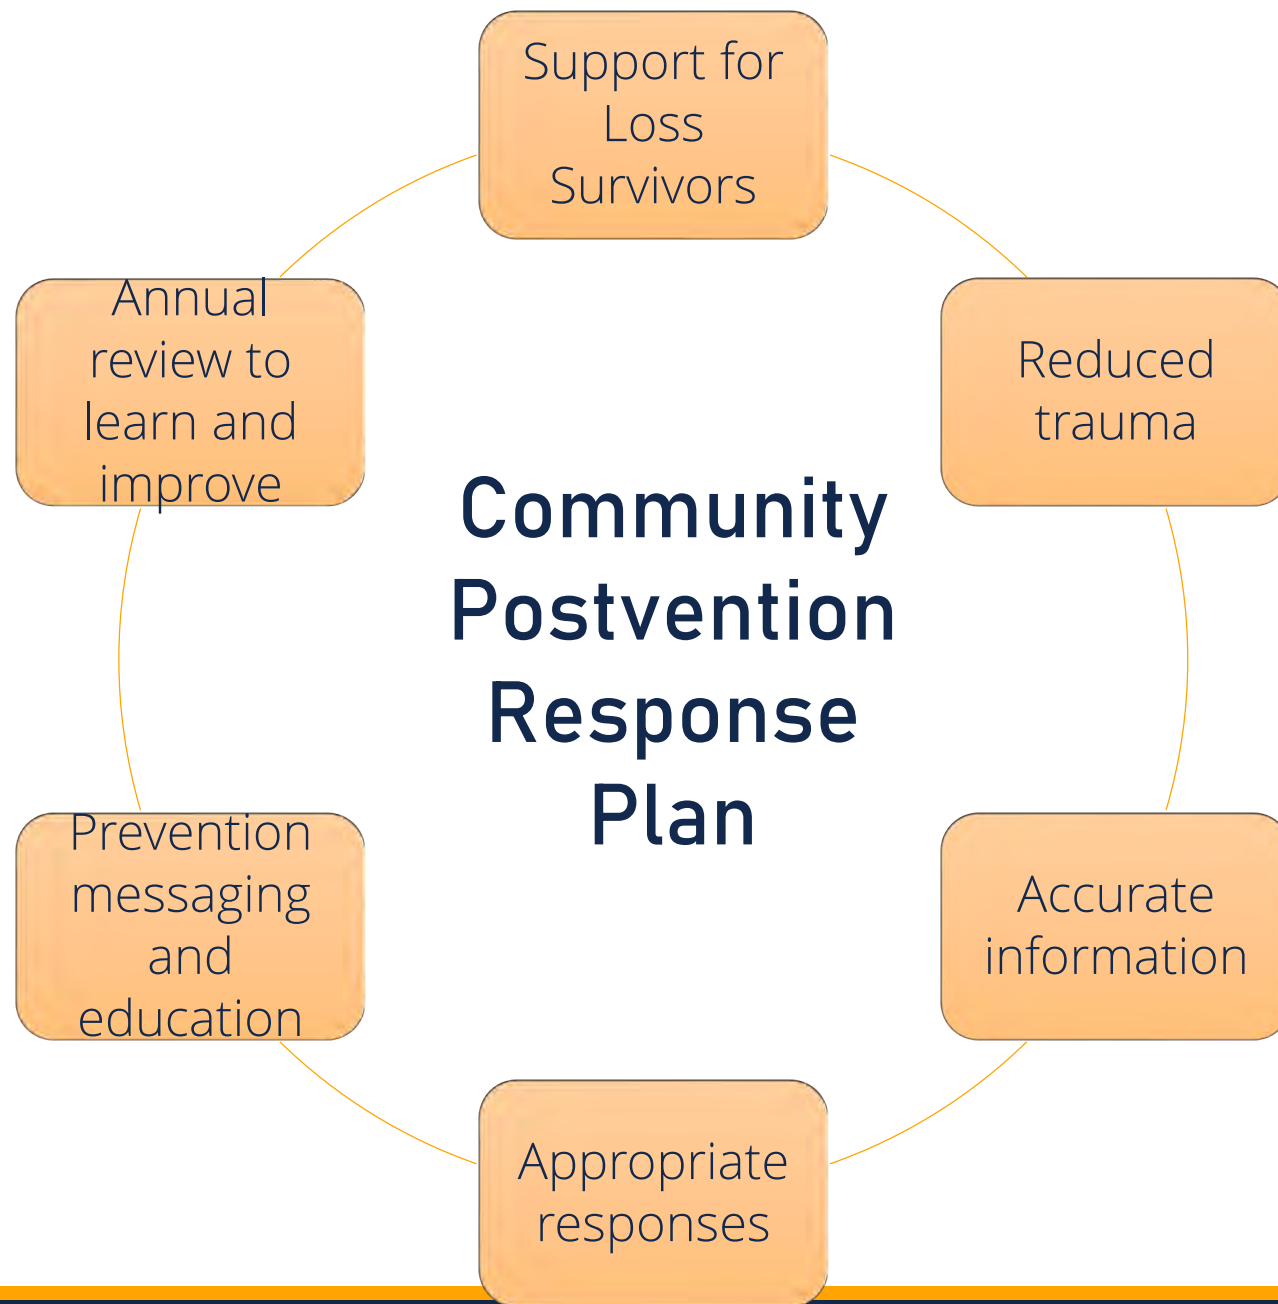 Support for
Loss
Survivors
Reduced
trauma
Accurate
information
Appropriate
responses
Prevention
messaging
and
education
Annual
review to
learn and
improve
Community
Postvention
Response
Plan